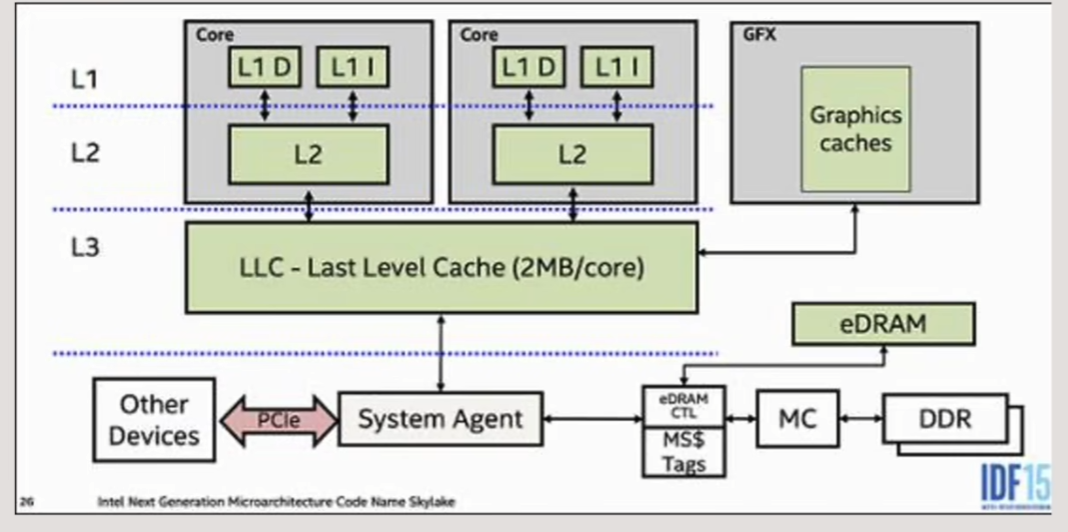 Core
Core
GFX
L1
L1 D
L1 I
L1 D
L1 I
Graphics
caches
L2
L2
L2
L3
LLC - Last Level Cache (2MB/core)
eDRAM
Other
Devices
PCIe
System Agent
eDRAM
CTL
MS$
Tags
MC
DDR
IDF15
26
Intel Next Generation Microarchitecture Code Name Skylake